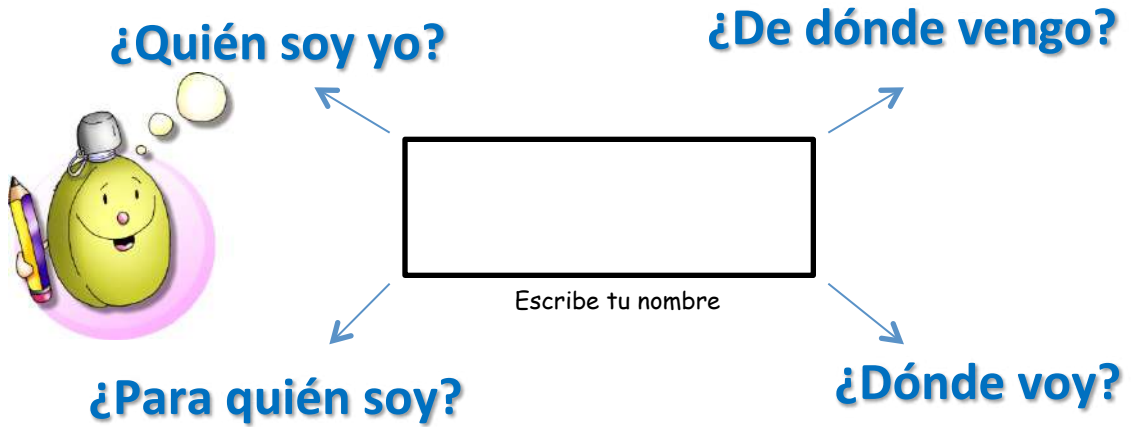 ¿Quién soy yo?
¿De dónde vengo?
Escribe tu nombre
¿Para quién soy?
¿Dónde voy?